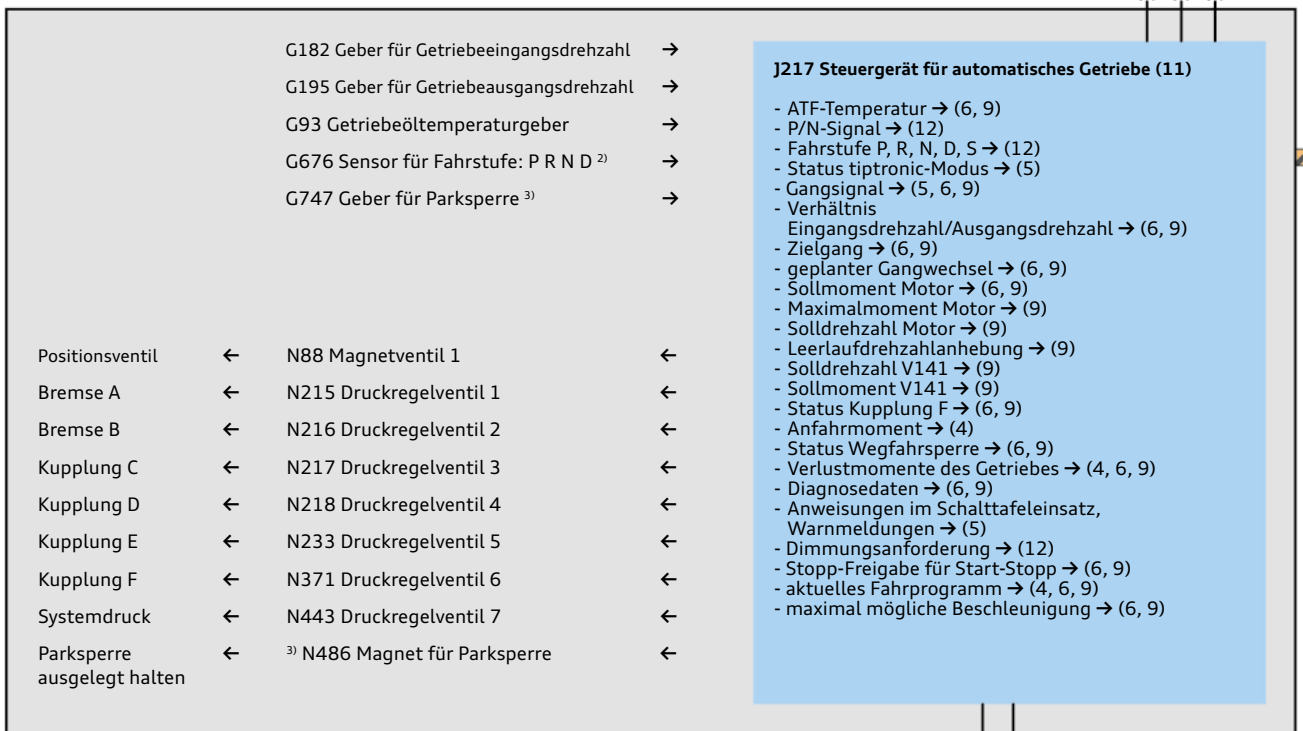 G182 Geber für Getriebeeingangsdrehzahl →
G195 Geber für Getriebeausgangsdrehzahl →
G93 Getriebeöltemperaturgeber →
G676 Sensor für Fahrstufe: P R N D ²⁾ →
G747 Geber für Parksperre ³⁾ →
Positionsventil ← N88 Magnetventil 1 ←
Bremse A ← N215 Druckregelventil 1 ←
Bremse B ← N216 Druckregelventil 2 ←
Kupplung C ← N217 Druckregelventil 3 ←
Kupplung D ← N218 Druckregelventil 4 ←
Kupplung E ← N233 Druckregelventil 5 ←
Kupplung F ← N371 Druckregelventil 6 ←
Systemdruck ← N443 Druckregelventil 7 ←
Parksperre ← ³⁾ N486 Magnet für Parksperre ←
ausgelegt halten
J217 Steuergerät für automatisches Getriebe (11)
- ATF-Temperatur → (6, 9)
- P/N-Signal → (12)
- Fahrstufe P, R, N, D, S → (12)
- Status tiptronic-Modus → (5)
- Gangsignal → (5, 6, 9)
- Verhältnis
Eingangsdrehzahl/Ausgangsdrehzahl → (6, 9)
- Zielgang → (6, 9)
- geplanter Gangwechsel → (6, 9)
- Sollmoment Motor → (6, 9)
- Maximalmoment Motor → (9)
- Solldrehzahl Motor → (9)
- Leerlaufdrehzahlanhebung → (9)
- Solldrehzahl V141 → (9)
- Sollmoment V141 → (9)
- Status Kupplung F → (6, 9)
- Anfahrmoment → (4)
- Status Wegfahrsperre → (6, 9)
- Verlustmomente des Getriebes → (4, 6, 9)
- Diagnosedaten → (6, 9)
- Anweisungen im Schalttafeleinsatz,
Warnmeldungen → (5)
- Dimmungsanforderung → (12)
- Stopp-Freigabe für Start-Stopp → (6, 9)
- aktuelles Fahrprogramm → (4, 6, 9)
- maximal mögliche Beschleunigung → (6, 9)